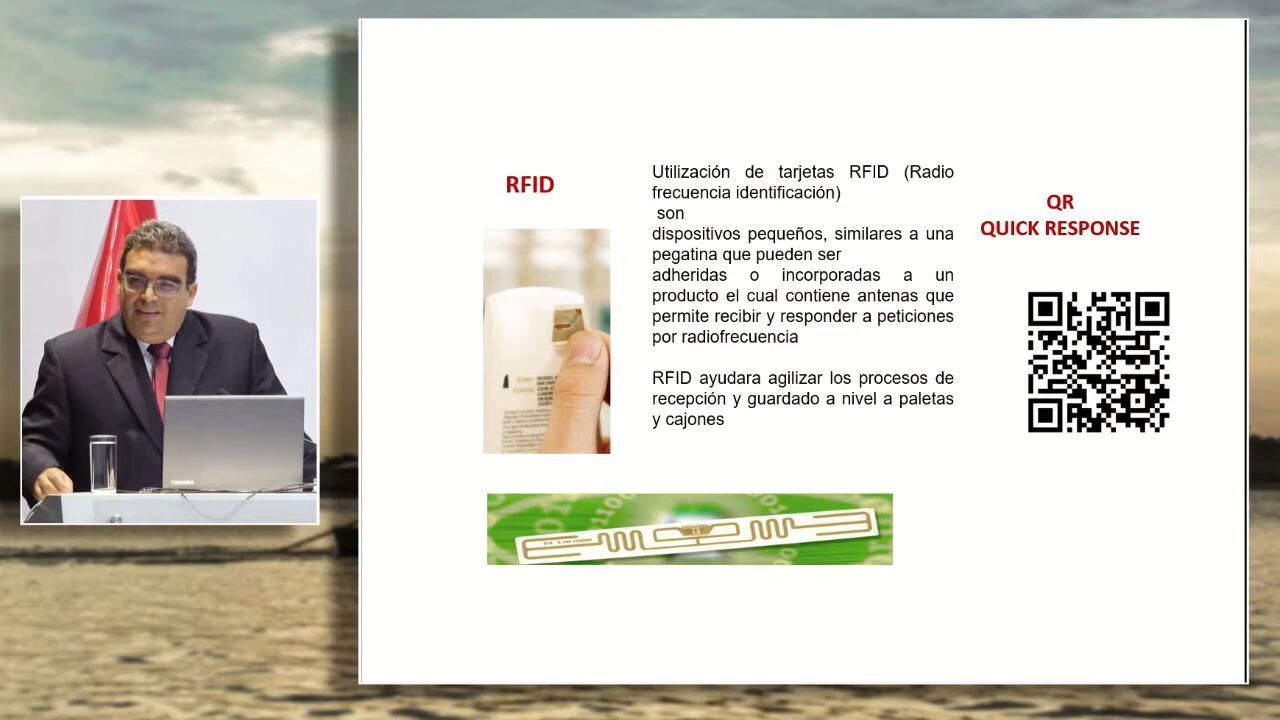 RFID
Utilización de tarjetas RFID (Radio
frecuencia identificación)
son
dispositivos pequeños, similares a una
pegatina que pueden ser
adheridas o incorporadas a un
producto el cual contiene antenas que
permite recibir y responder a peticiones
por radiofrecuencia
RFID ayudara agilizar los procesos de
recepción y guardado a nivel a paletas
y cajones
QR
QUICK RESPONSE
TOSHIBA